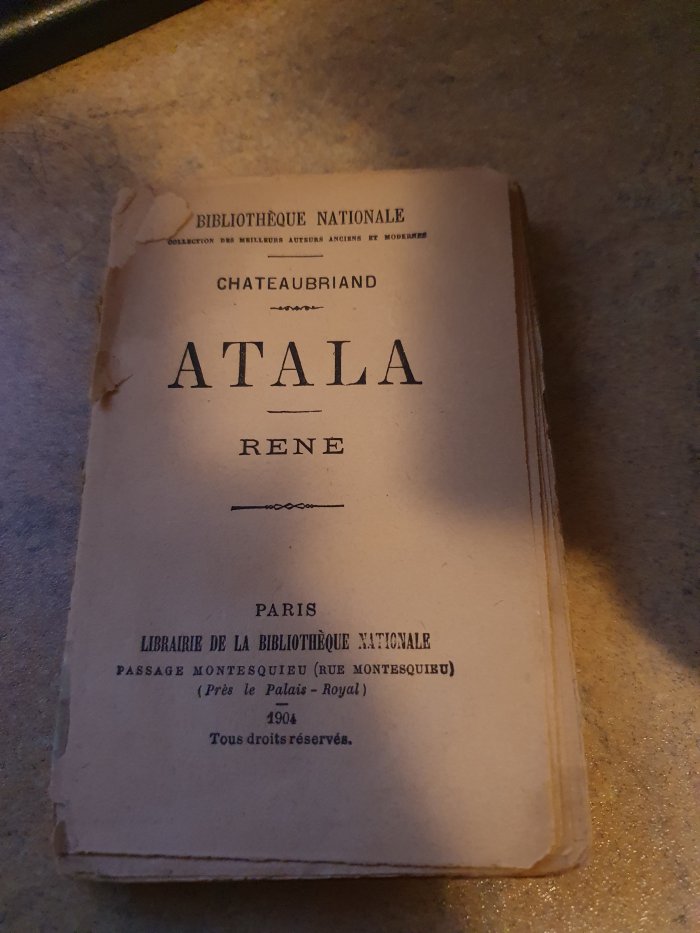 BIBLIOTHÈQUE NATIONALE
COLLECTION DES MEILLEURS AUTEURS ANCIENS ET MODERNES
CHATEAUBRIAND
ATALA
RENÉ
PARIS
LIBRAIRIE DE LA BIBLIOTHÈQUE NATIONALE
PASSAGE MONTESQUIEU (RUE MONTESQUIEU)
(Près le Palais-Royal)
1904
Tous droits réservés.